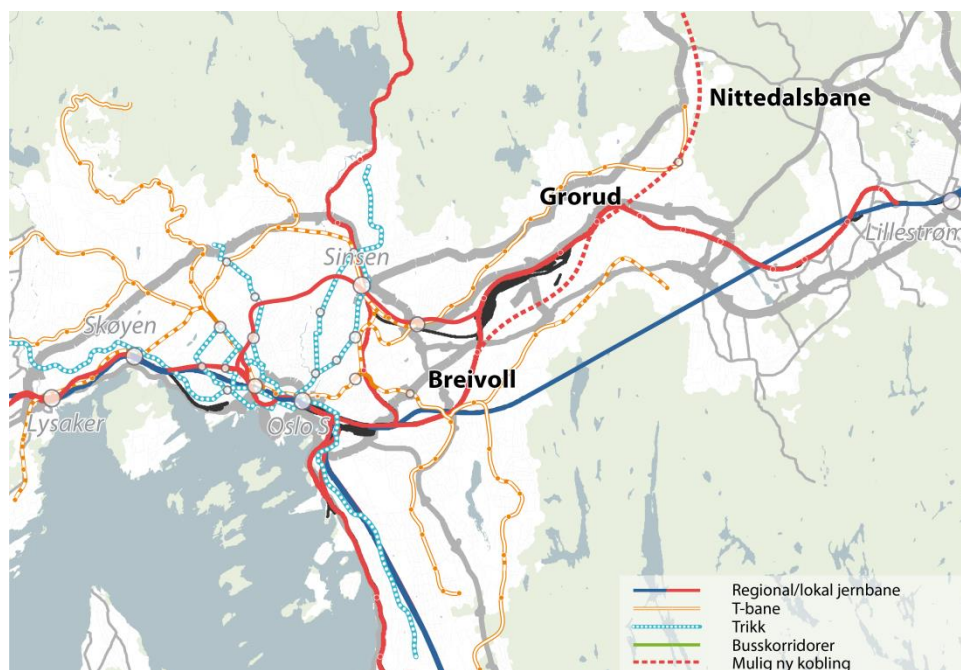 Nittedalsbane
Grorud
Lillestrøm
Sinsen
Skøyen
Breivoll
Lysaker
Oslo S
Regional/lokal jernbane
T-bane
Trikk
Busskorridorer
Mulig ny kobling